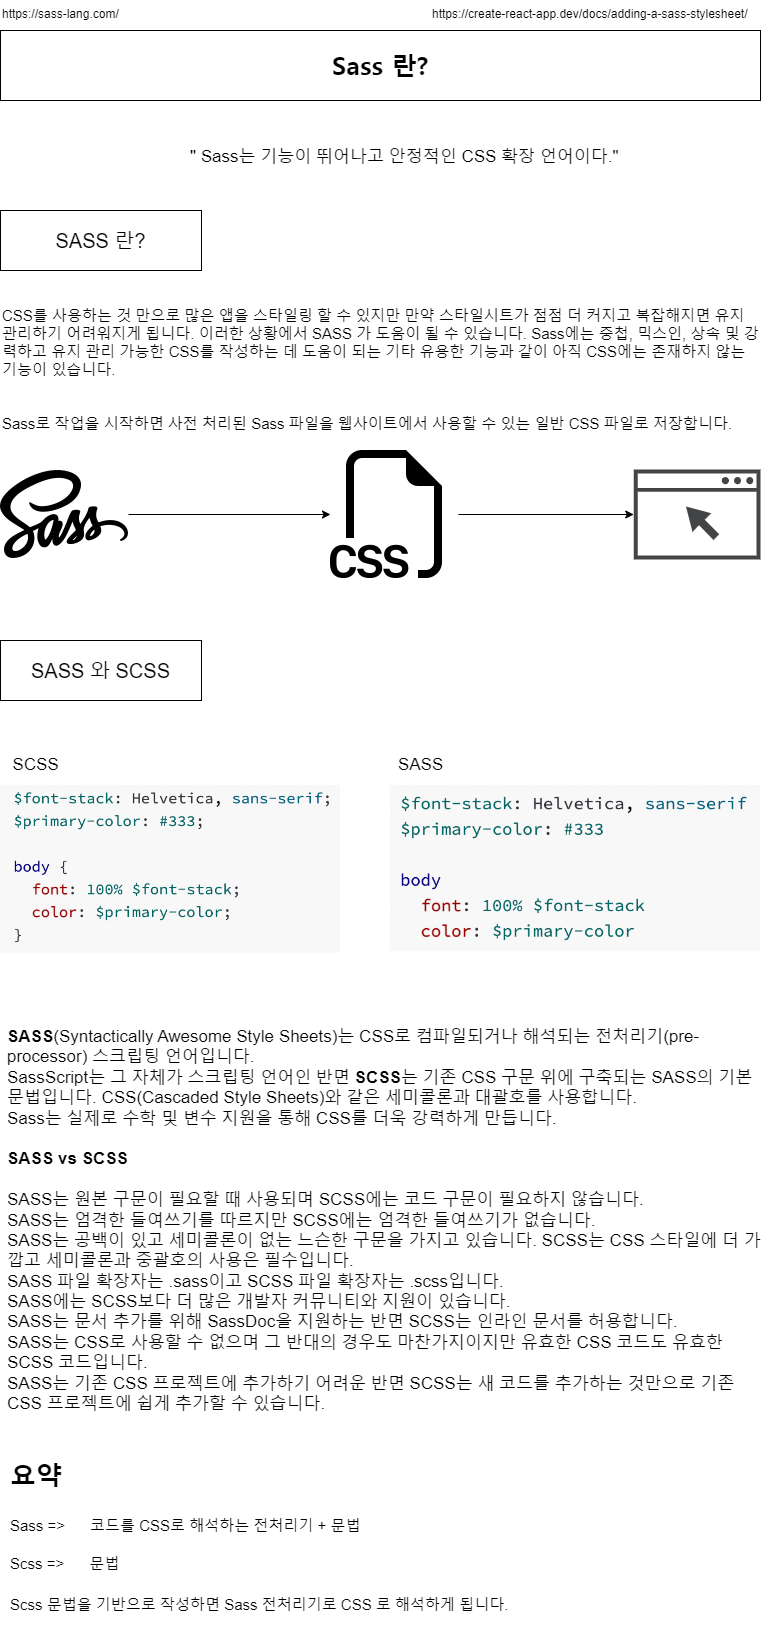 https://sass-lang.com/
https://create-react-app.dev/docs/adding-a-sass-stylesheet/
Sass 란?
" Sass는 기능이 뛰어나고 안정적인 CSS 확장 언어이다."
SASS 란?
CSS를 사용하는 것 만으로 많은 앱을 스타일링 할 수 있지만 만약 스타일시트가 점점 더 커지고 복잡해지면 유지
관리하기 어려워지게 됩니다. 이러한 상황에서 SASS 가 도움이 될 수 있습니다. Sass에는 중첩, 믹스인, 상속 및 강
력하고 유지 관리 가능한 CSS를 작성하는 데 도움이 되는 기타 유용한 기능과 같이 아직 CSS에는 존재하지 않는
기능이 있습니다.
Sass로 작업을 시작하면 사전 처리된 Sass 파일을 웹사이트에서 사용할 수 있는 일반 CSS 파일로 저장합니다.
Sass
CSS
SASS 와 SCSS
SCSS
$font-stack: Helvetica, sans-serif;
$primary-color: #333;
body {
font: 100% $font-stack;
color: $primary-color;
}
SASS
$font-stack: Helvetica, sans-serif
$primary-color: #333
body
font: 100% $font-stack
color: $primary-color
SASS(Syntactically Awesome Style Sheets)는 CSS로 컴파일되거나 해석되는 전처리기(pre-
processor) 스크립팅 언어입니다.
SassScript는 그 자체가 스크립팅 언어인 반면 SCSS는 기존 CSS 구문 위에 구축되는 SASS의 기본
문법입니다. CSS(Cascaded Style Sheets)와 같은 세미콜론과 대괄호를 사용합니다.
Sass는 실제로 수학 및 변수 지원을 통해 CSS를 더욱 강력하게 만듭니다.
SASS vs SCSS
SASS는 원본 구문이 필요할 때 사용되며 SCSS에는 코드 구문이 필요하지 않습니다.
SASS는 엄격한 들여쓰기를 따르지만 SCSS에는 엄격한 들여쓰기가 없습니다.
SASS는 공백이 있고 세미콜론이 없는 느슨한 구문을 가지고 있습니다. SCSS는 CSS 스타일에 더 가
깝고 세미콜론과 중괄호의 사용은 필수입니다.
SASS 파일 확장자는 .sass이고 SCSS 파일 확장자는 .scss입니다.
SASS에는 SCSS보다 더 많은 개발자 커뮤니티와 지원이 있습니다.
SASS는 문서 추가를 위해 SassDoc을 지원하는 반면 SCSS는 인라인 문서를 허용합니다.
SASS는 CSS로 사용할 수 없으며 그 반대의 경우도 마찬가지이지만 유효한 CSS 코드도 유효한
SCSS 코드입니다.
SASS는 기존 CSS 프로젝트에 추가하기 어려운 반면 SCSS는 새 코드를 추가하는 것만으로 기존
CSS 프로젝트에 쉽게 추가할 수 있습니다.
요약
Sass => 코드를 CSS로 해석하는 전처리기 + 문법
Scss => 문법
Scss 문법을 기반으로 작성하면 Sass 전처리기로 CSS 로 해석하게 됩니다.